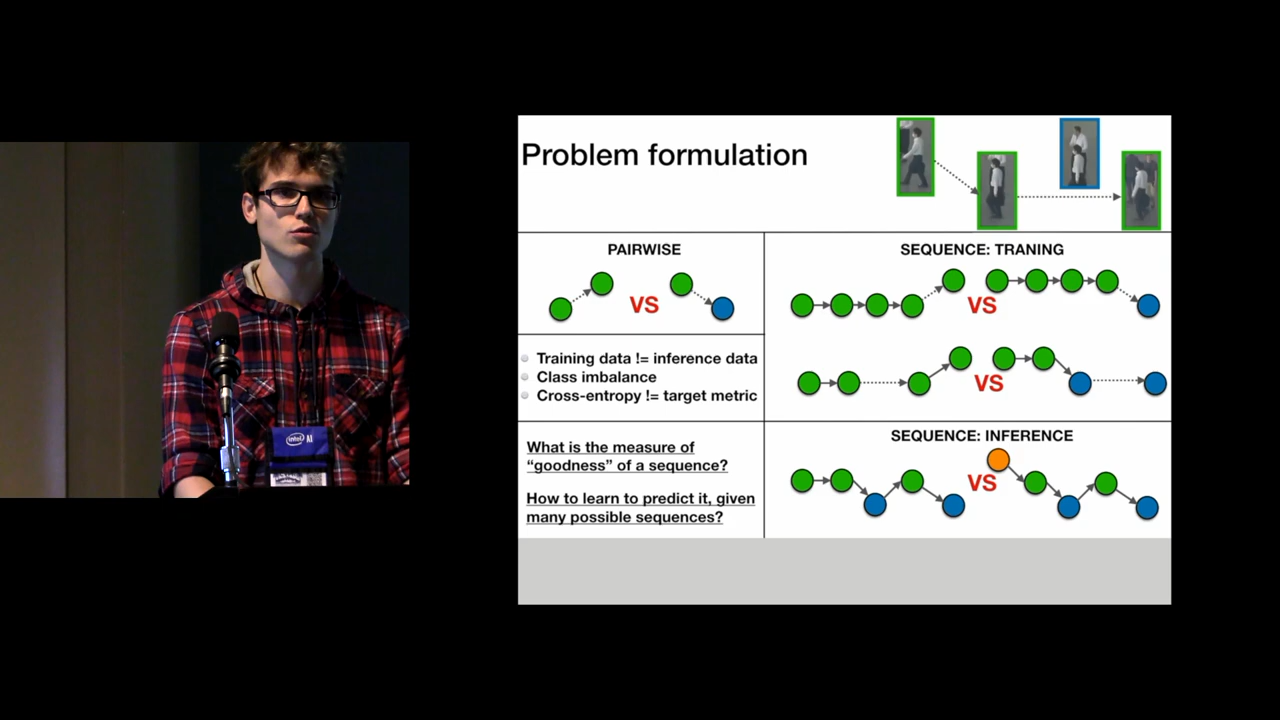 Problem formulation
PAIRWISE
VS
Training data != inference data
Class imbalance
Cross-entropy != target metric
What is the measure of
“goodness” of a sequence?
How to learn to predict it, given
many possible sequences?
SEQUENCE: TRANING
VS
VS
SEQUENCE: INFERENCE
VS
intel AI